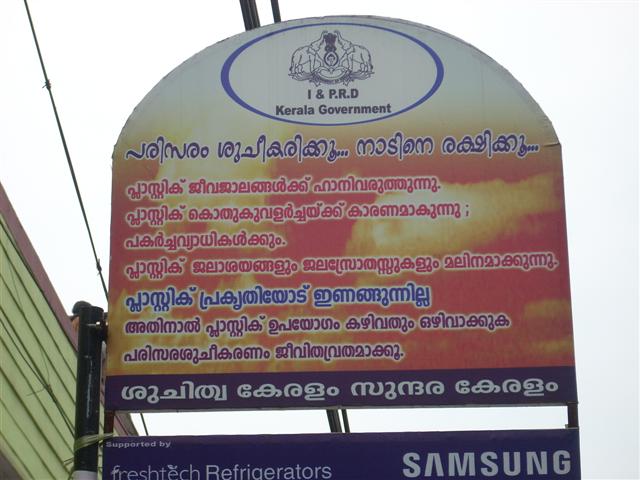 I & P.R.D
Kerala Government
പരിസരം ശുചീകരിക്കൂ... നാടിനെ രക്ഷിക്കൂ...
പ്ലാസ്റ്റിക് ജീവജാലങ്ങൾക്ക് ഹാനിവരുത്തുന്നു.
പ്ലാസ്റ്റിക് കൊതുകുവളർച്ചയ്ക്ക് കാരണമാകുന്നു ;
പകർച്ചവ്യാധികൾക്കും.
പ്ലാസ്റ്റിക് ജലാശയങ്ങളും ജലസ്രോതസ്സുകളും മലിനമാക്കുന്നു.
പ്ലാസ്റ്റിക് പ്രകൃതിയോട് ഇണങ്ങുന്നില്ല
അതിനാൽ പ്ലാസ്റ്റിക് ഉപയോഗം കഴിവതും ഒഴിവാക്കുക
പരിസരശുചീകരണം ജീവിതവ്രതമാക്കൂ.
ശുചിത്വ കേരളം സുന്ദര കേരളം
Supported by
freshtech Refrigerators SAMSUNG